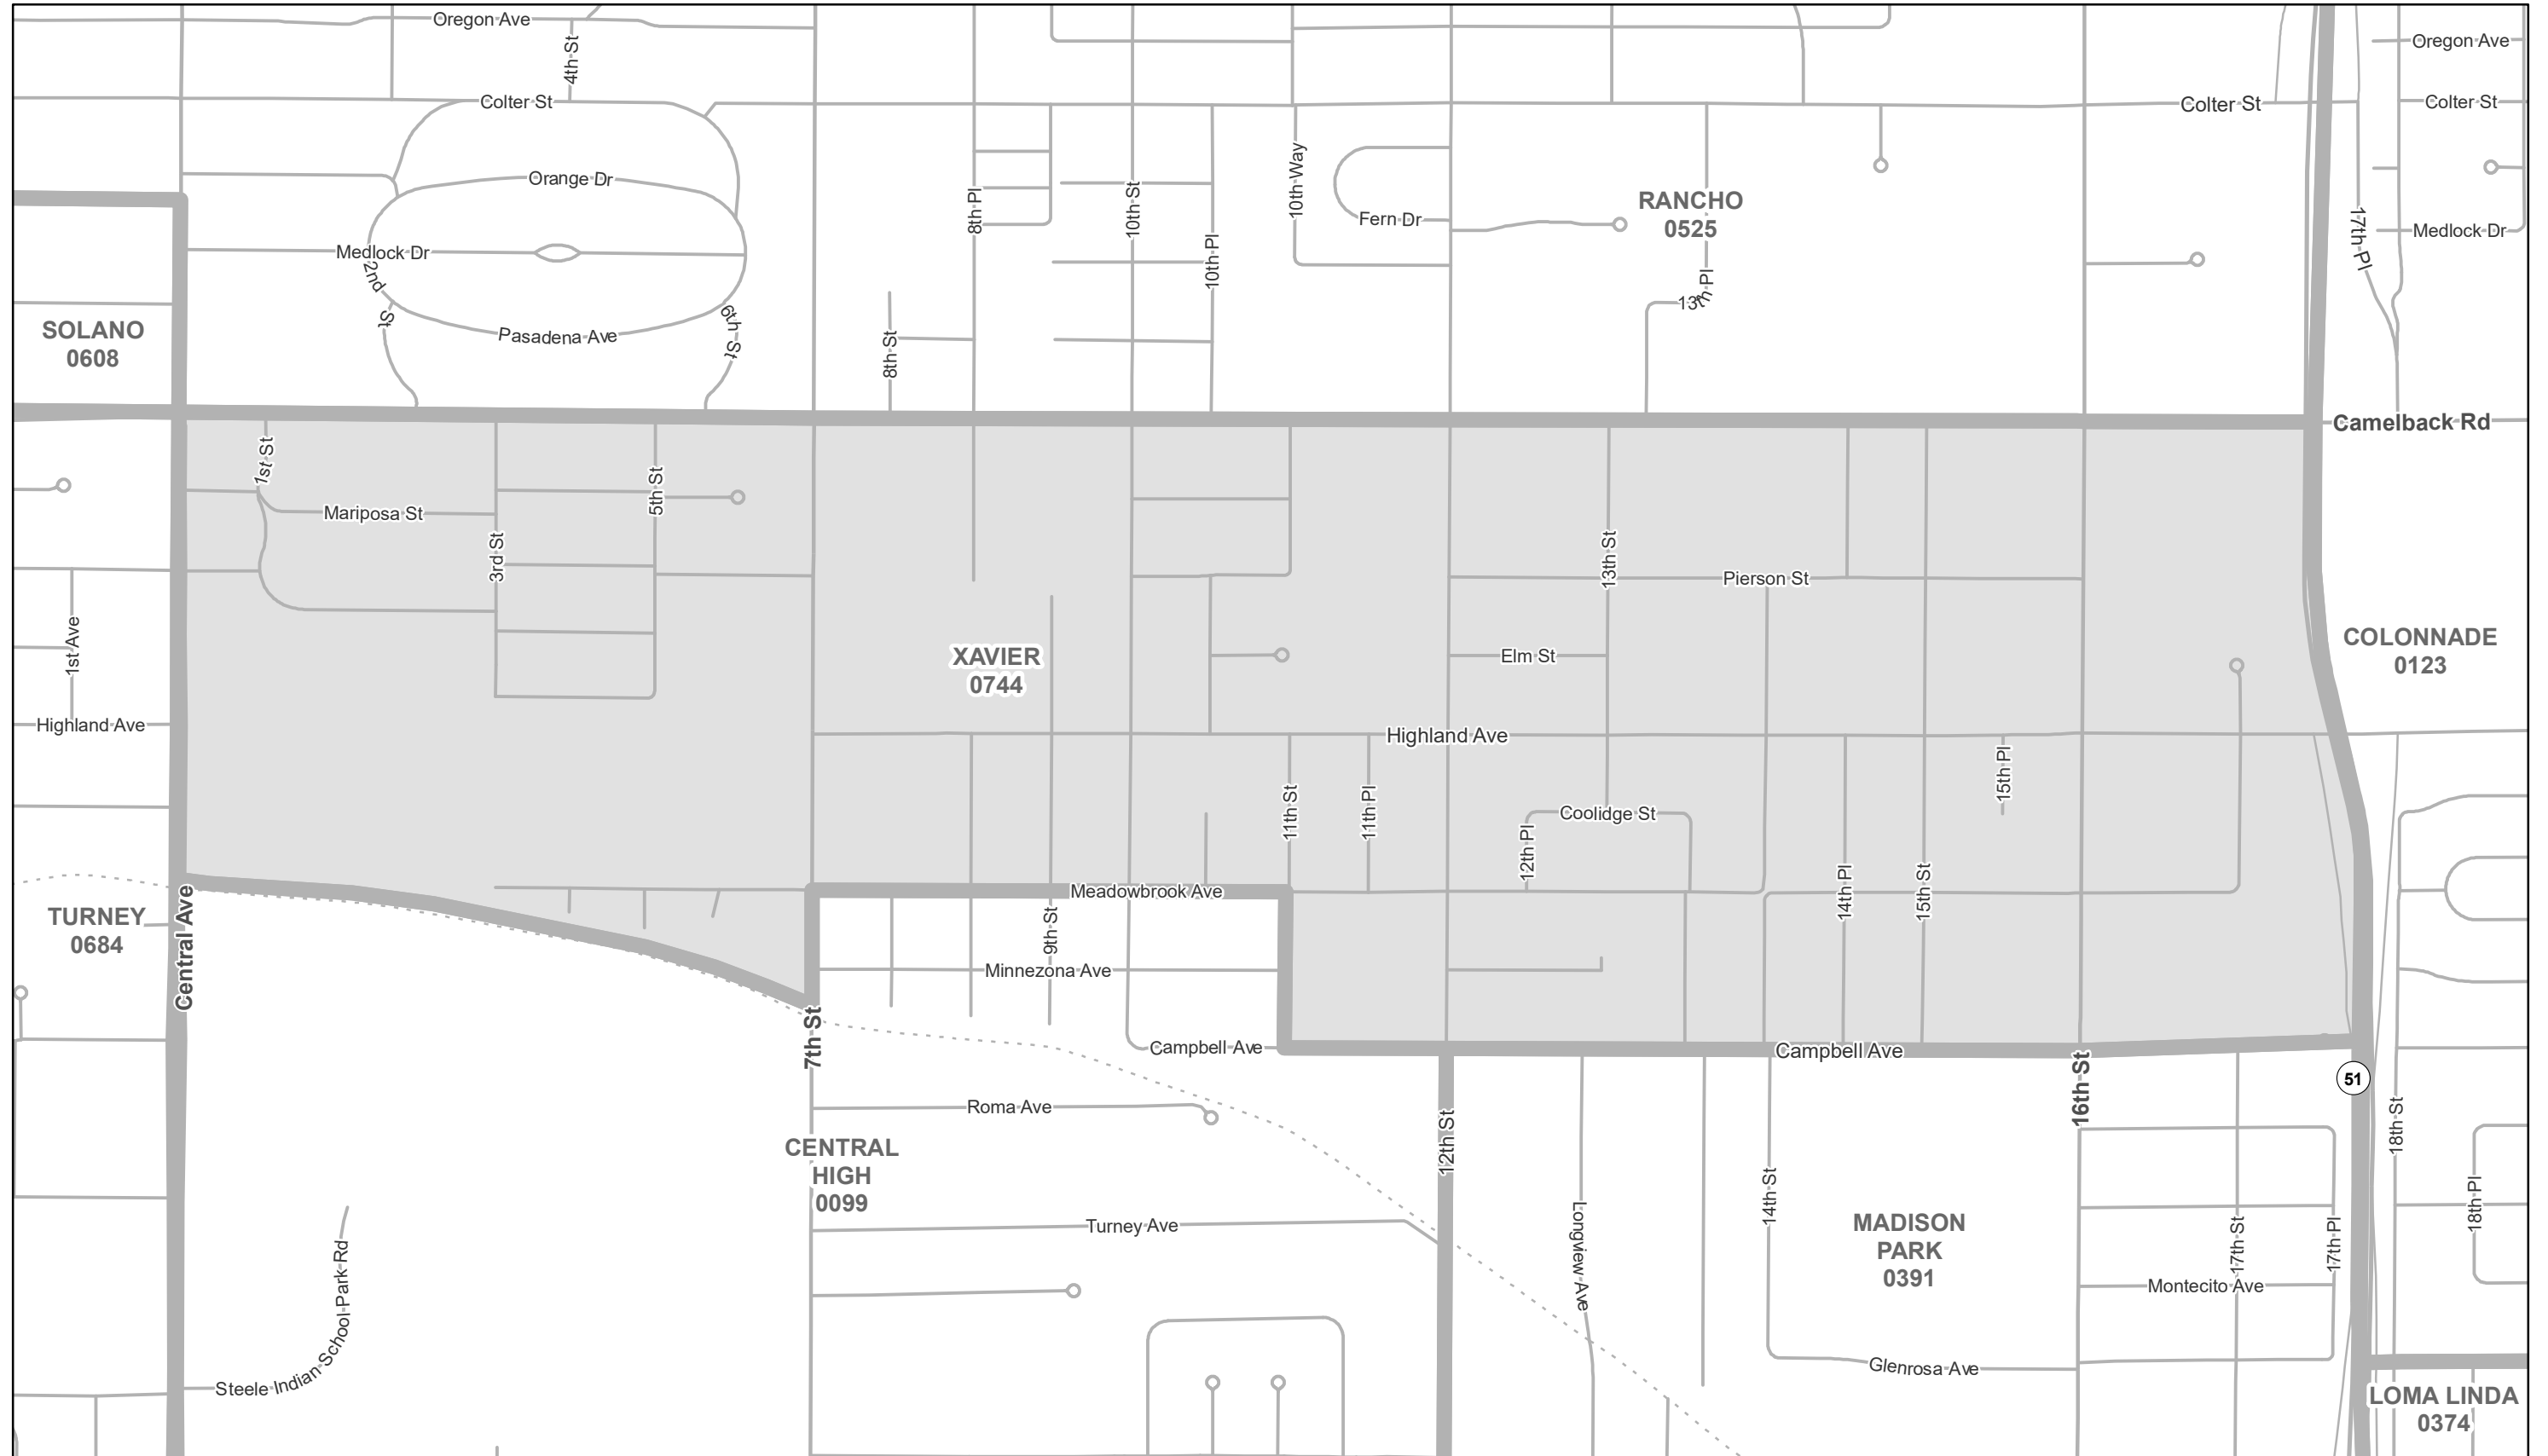 Oregon Ave
4th St
Oregon Ave
Colter St
Colter St
Colter St
Orange Dr
8th Pl
10th St
10th Way
10th Pl
Fern Dr
RANCHO
0525
13th Pl
17th Pl
Medlock Dr
Medlock Dr
2nd St
Pasadena Ave
6th St
8th St
SOLANO
0608
Camelback Rd
1st St
Mariposa St
3rd St
5th St
13th St
Pierson St
1st Ave
XAVIER
0744
Elm St
COLONNADE
0123
Highland Ave
Highland Ave
11th St
11th Pl
12th Pl
Coolidge St
15th Pl
14th Pl
15th St
TURNEY
0684
Central Ave
Meadowbrook Ave
9th St
Minnezona Ave
7th St
Campbell Ave
Campbell Ave
16th St
51
Roma Ave
12th St
18th St
CENTRAL
HIGH
0099
Turney Ave
Longview Ave
14th St
MADISON
PARK
0391
17th St
17th Pl
18th Pl
Montecito Ave
Steele Indian School Park Rd
Glenrosa Ave
LOMA LINDA
0374